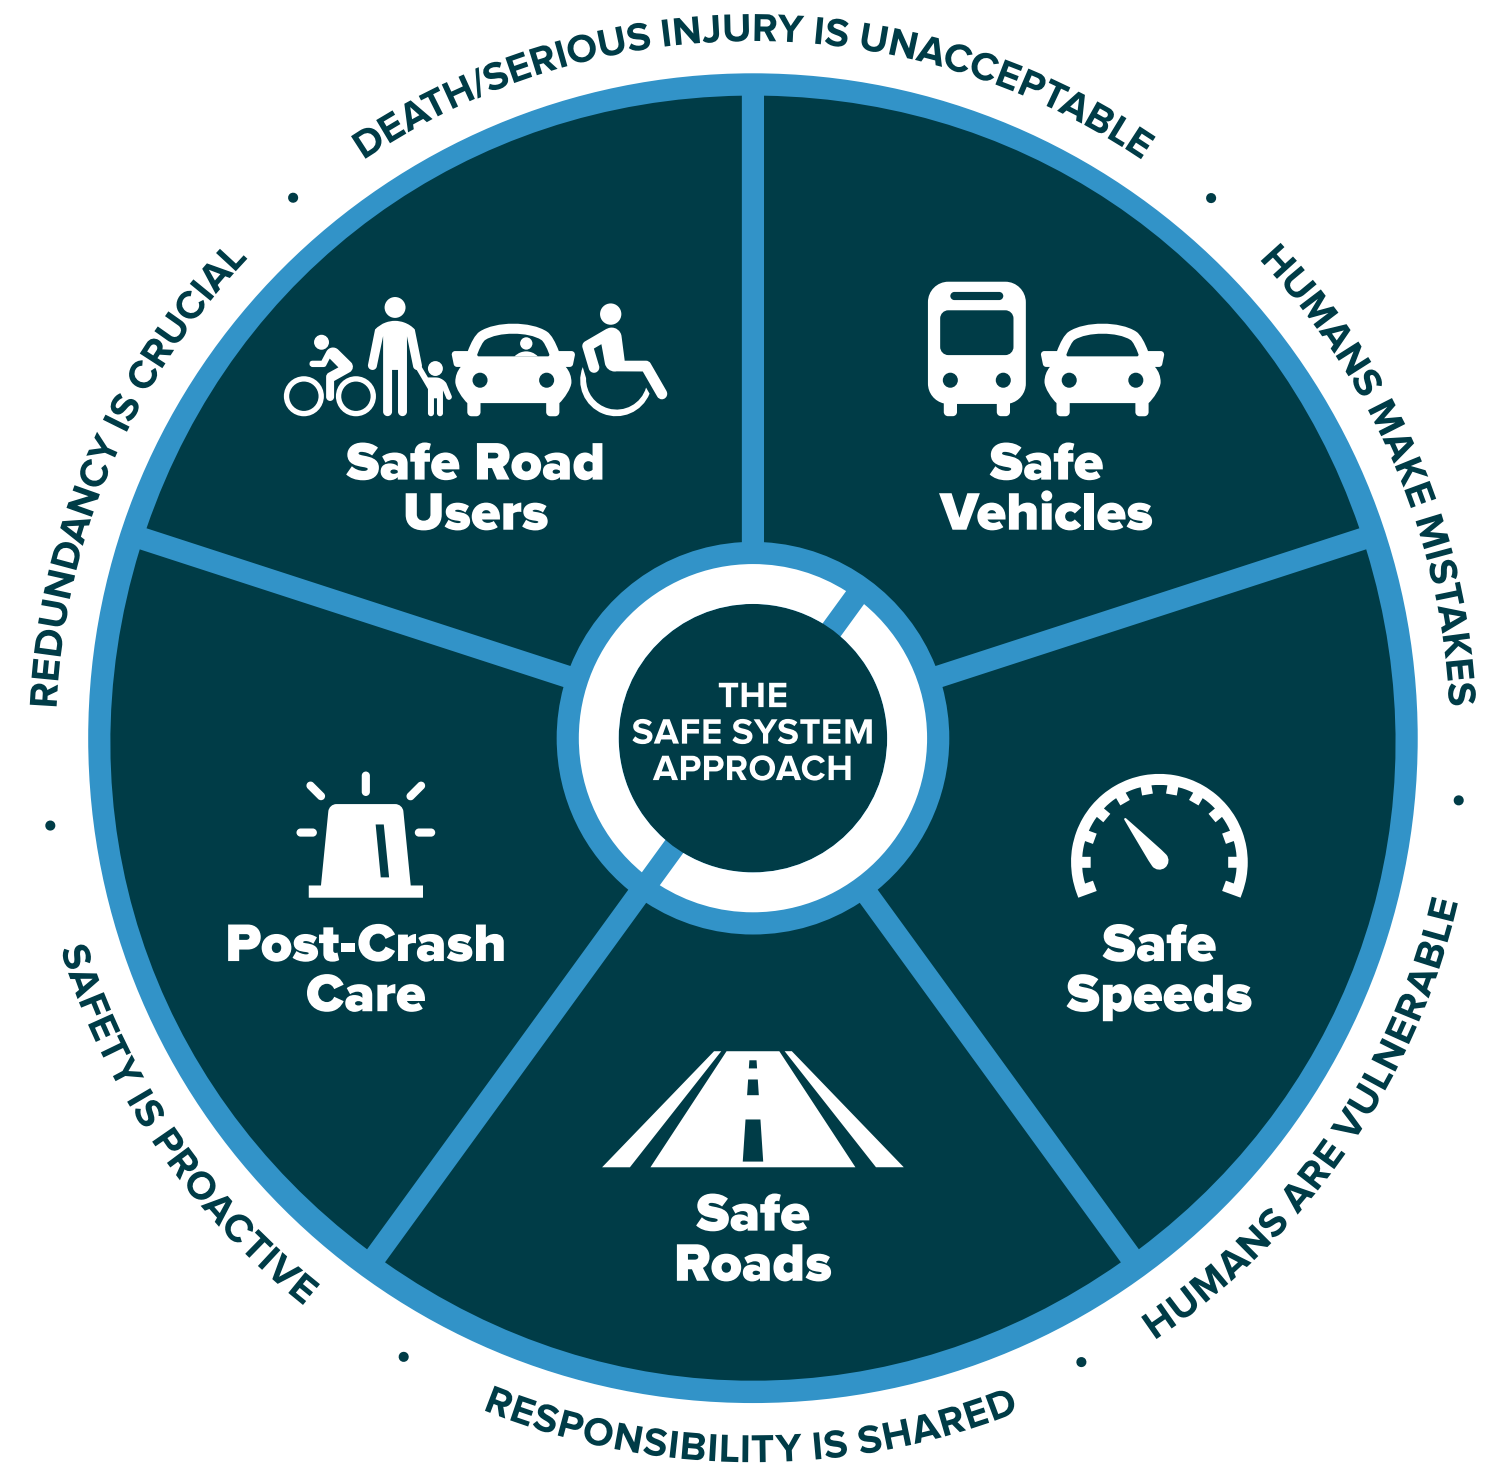 DEATH/SERIOUS INJURY IS UNACCEPTABLE
HUMANS MAKE MISTAKES
HUMANS ARE VULNERABLE
RESPONSIBILITY IS SHARED
SAFETY IS PROACTIVE
REDUNDANCY IS CRUCIAL
Safe Road
Users
Safe
Vehicles
Safe
Speeds
Safe
Roads
Post-Crash
Care
THE
SAFE SYSTEM
APPROACH